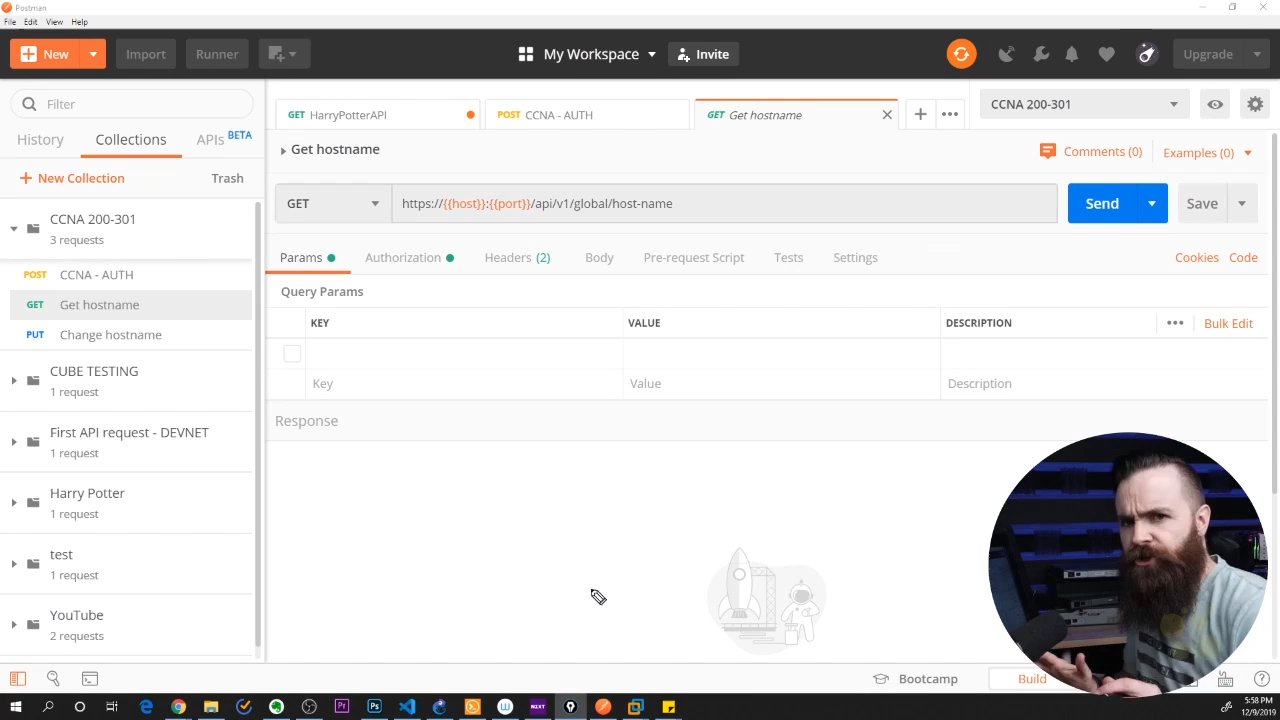 Postman
File Edit View Help
New Import Runner My Workspace Invite Upgrade
Filter
History Collections APIs BETA
New Collection Trash
CCNA 200-301
3 requests
POST CCNA - AUTH
GET Get hostname
PUT Change hostname
CUBE TESTING
1 request
First API request - DEVNET
1 request
Harry Potter
1 request
test
1 request
YouTube
2 requests
GET HarryPotterAPI POST CCNA - AUTH GET Get hostname CCNA 200-301
Get hostname Comments (0) Examples (0)
GET https://{{host}}:{{port}}/api/v1/global/host-name Send Save
Params Authorization Headers (2) Body Pre-request Script Tests Settings Cookies Code
Query Params
KEY VALUE DESCRIPTION Bulk Edit
Key Value Description
Response
Bootcamp Build
5:58 PM
12/9/2019